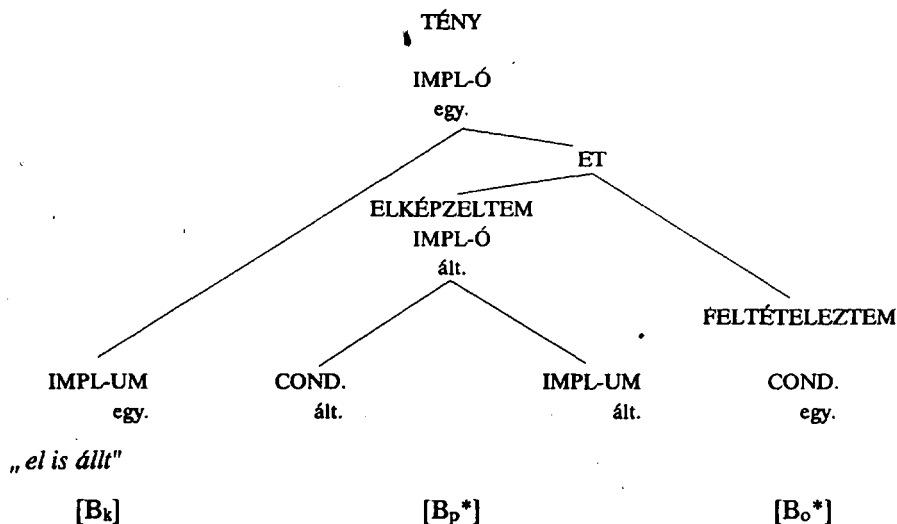 TÉNY
IMPL-Ó
egy.
ET
ELKÉPZELTEM
IMPL-Ó
ált.
FELTÉTELEZTEM
IMPL-UM COND. IMPL-UM COND.
egy. ált. ált. egy.
„el is állt"
[Bk] [Bp*] [Bo*]